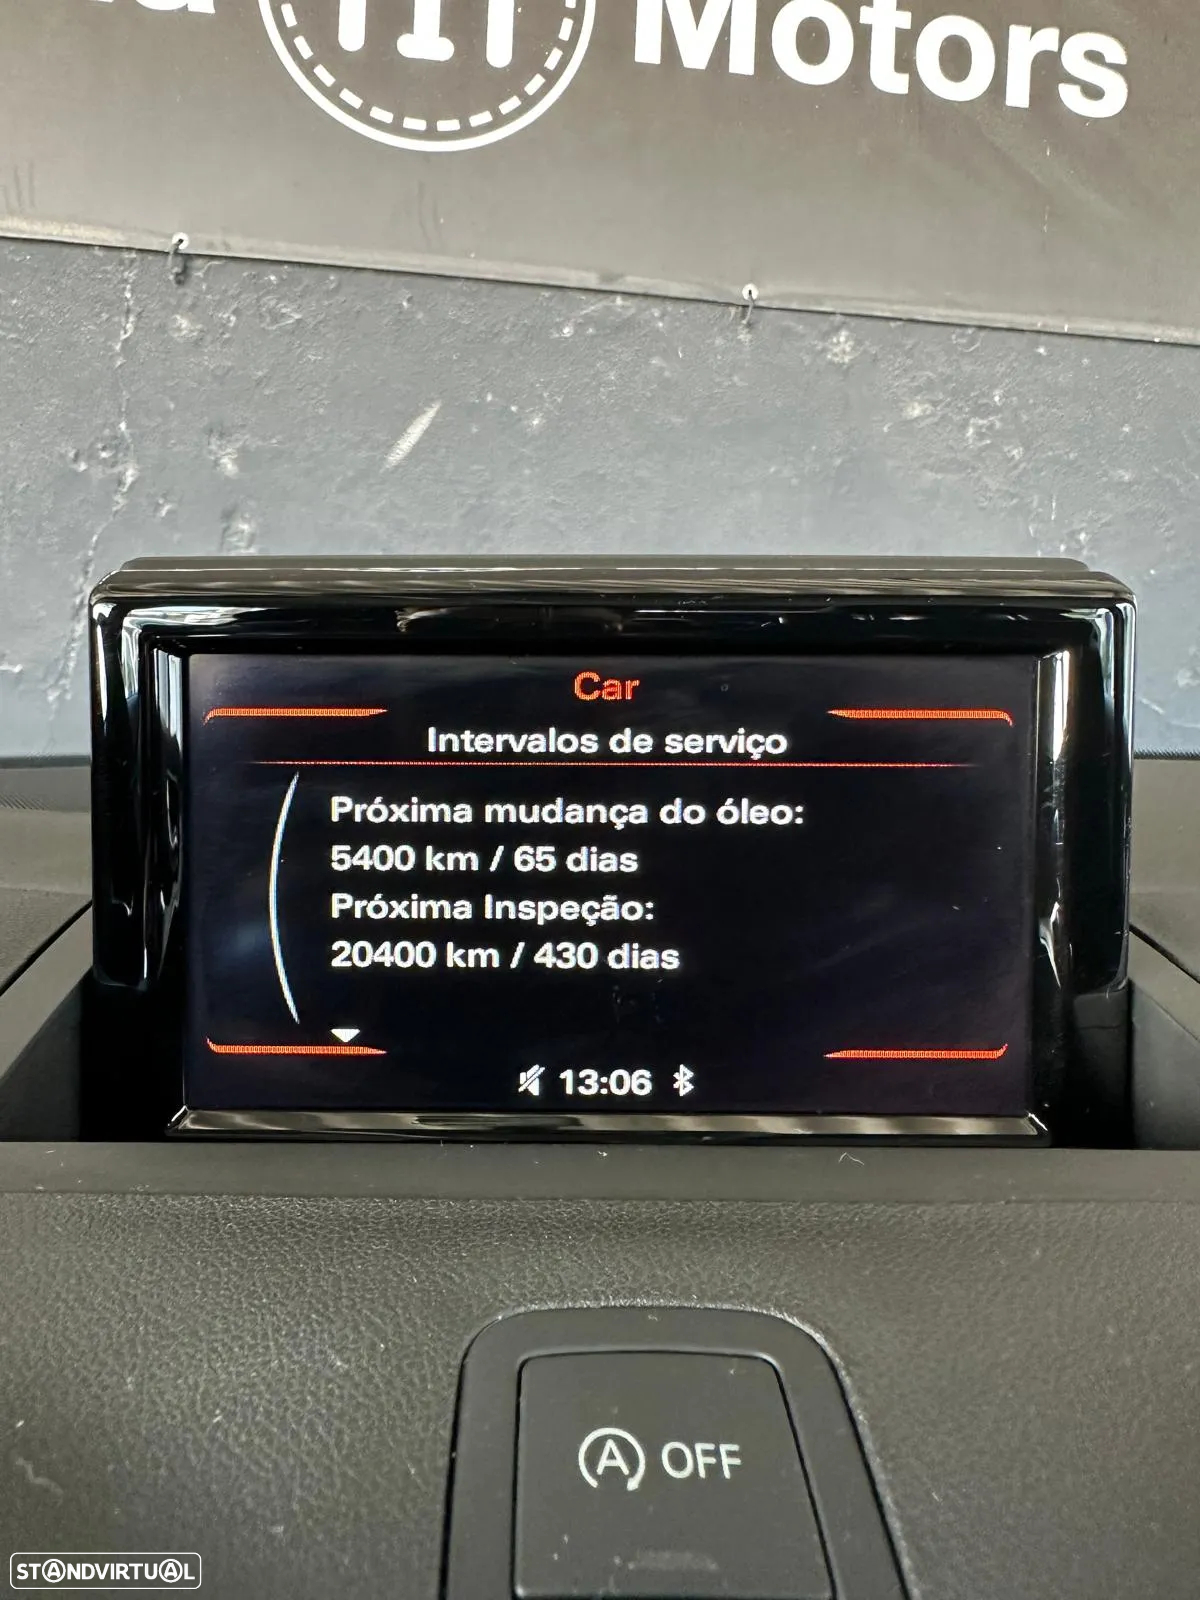 Motors
Car
Intervalos de serviço
Próxima mudança do óleo:
5400 km / 65 dias
Próxima Inspeção:
20400 km / 430 dias
13:06
A OFF
STANDVIRTUAL